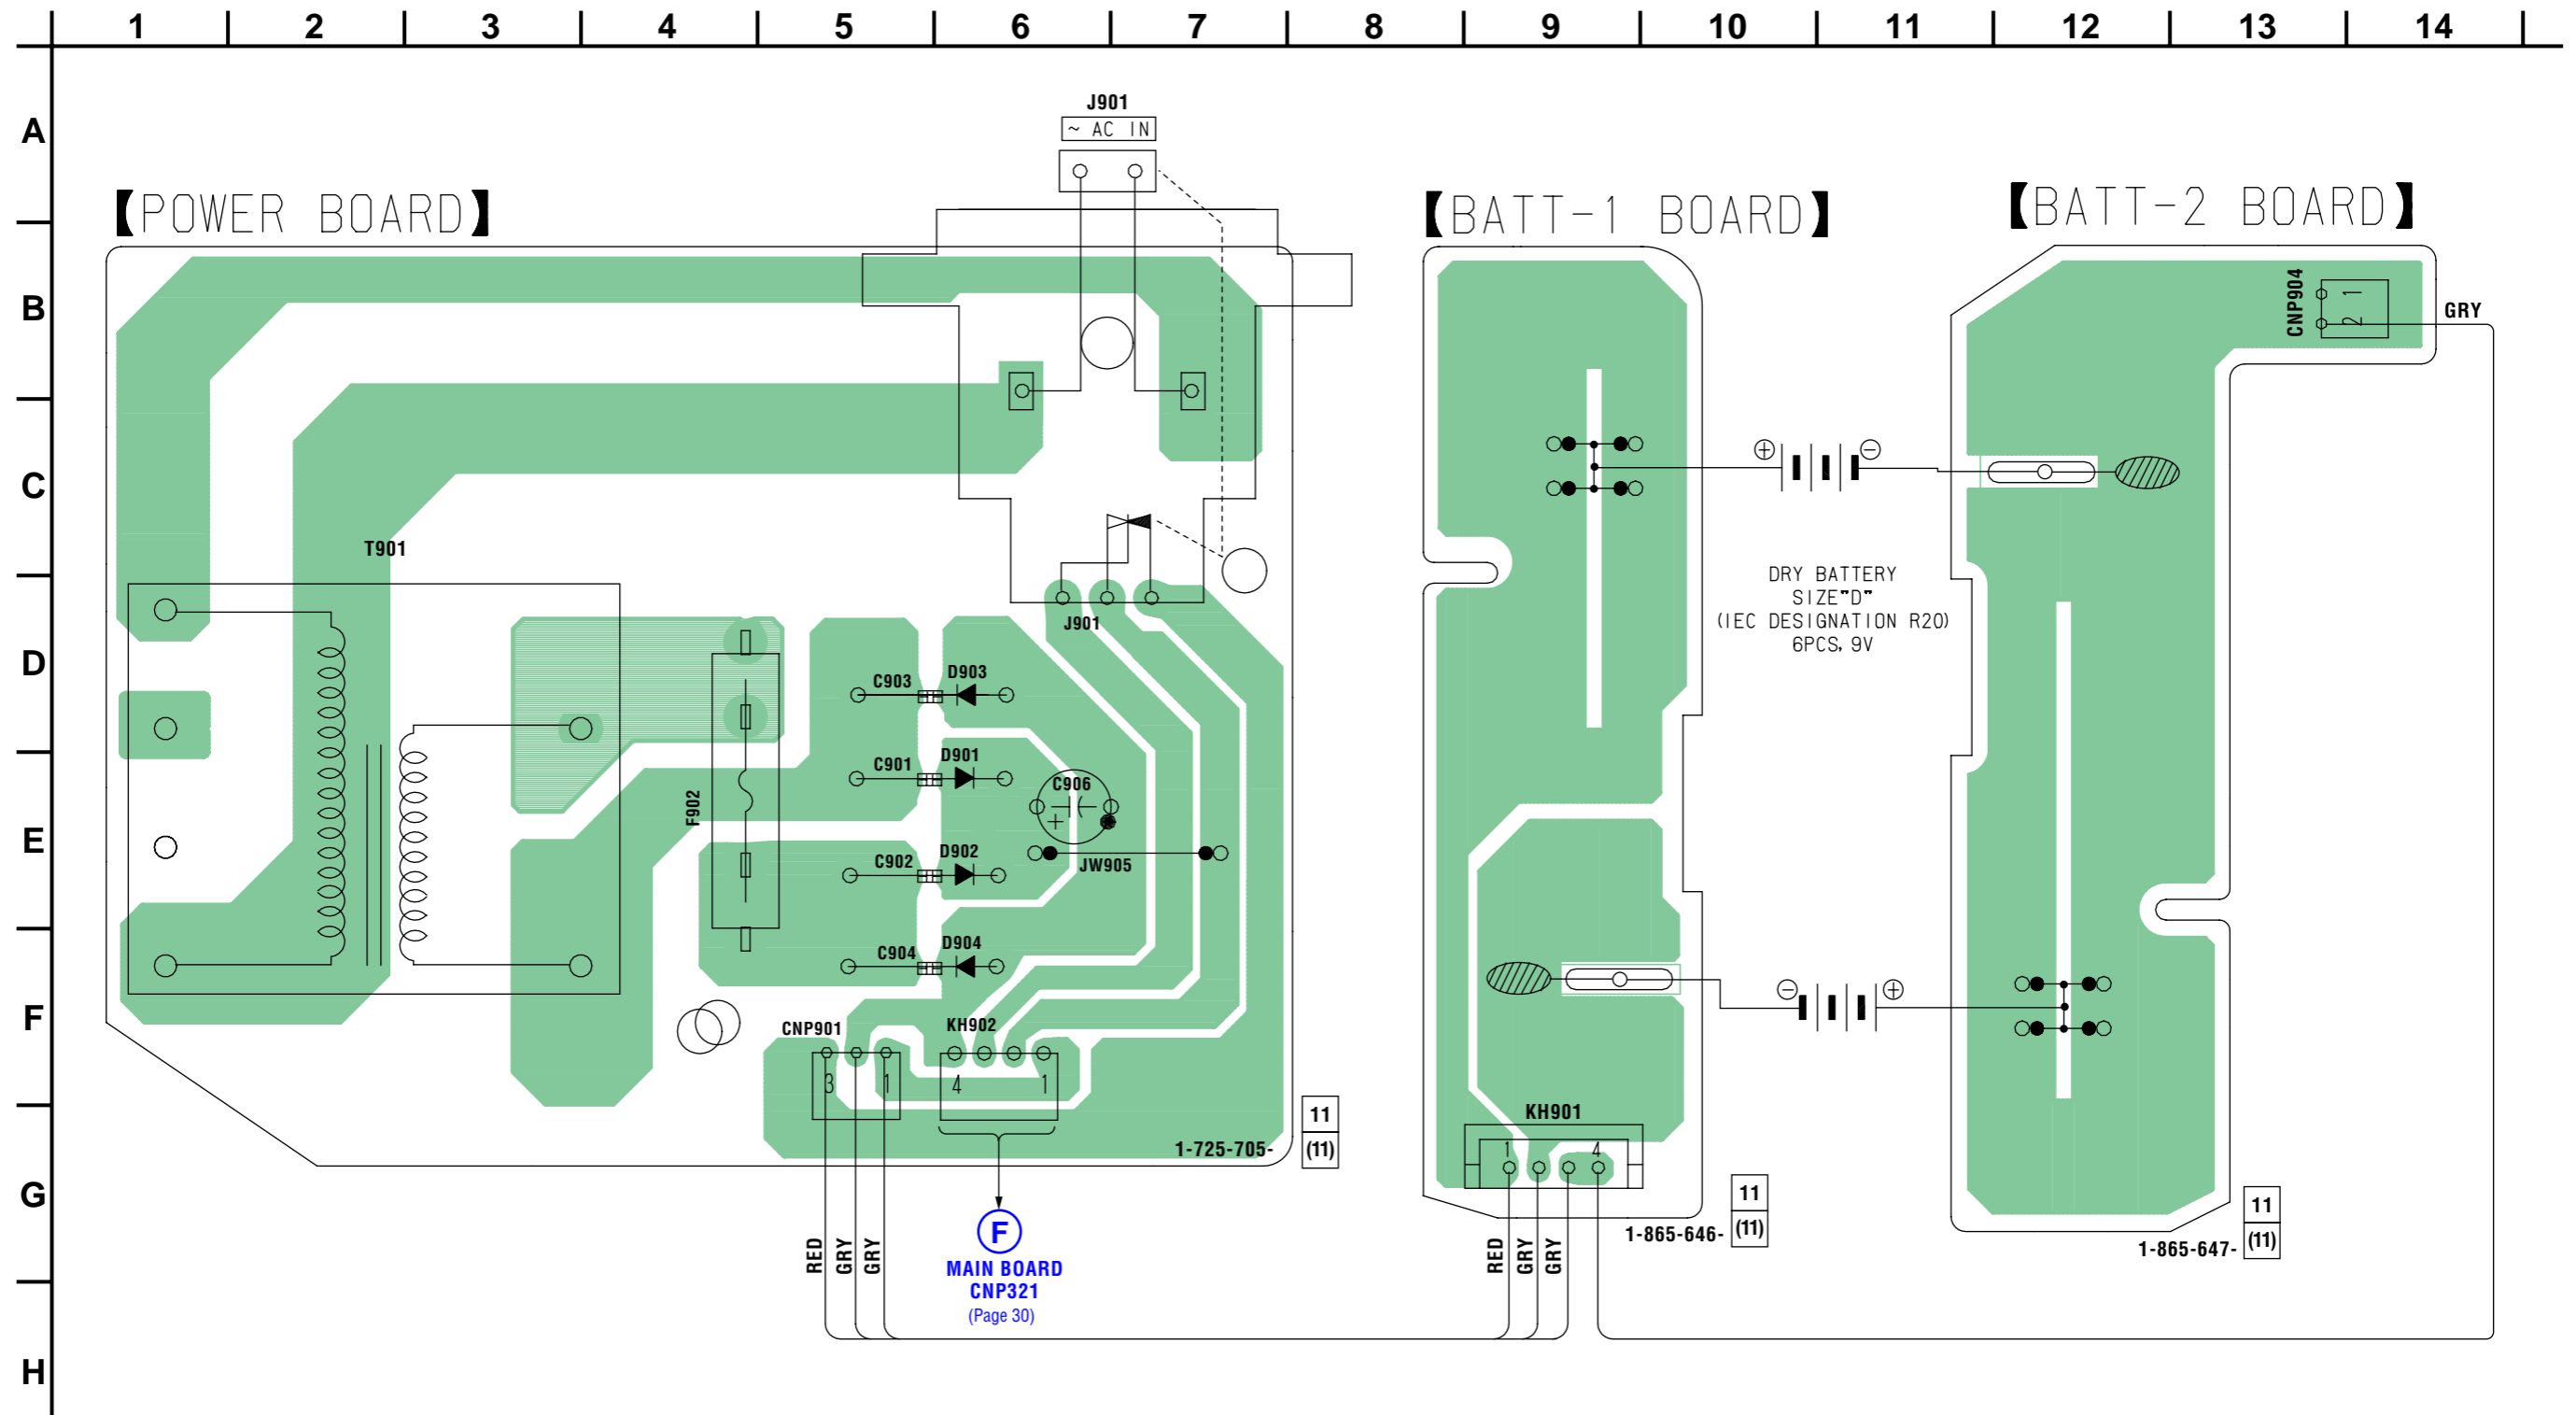 1 2 3 4 5 6 7 8 9 10 11 12 13 14
A
B
C
D
E
F
G
H
J901
~ AC IN
【POWER BOARD】
【BATT-1 BOARD】
【BATT-2 BOARD】
CNP904
1
2
GRY
T901
DRY BATTERY
SIZE"D"
(IEC DESIGNATION R20)
6PCS, 9V
J901
C903
D903
C901
D901
C906
F902
C902
D902
JW905
C904
D904
CNP901
KH902
3 1
4 1
KH901
1 4
1-725-705-
11
(11)
1-865-646-
11
(11)
1-865-647-
11
(11)
RED
GRY
GRY
F
MAIN BOARD
CNP321
(Page 30)
RED
GRY
GRY